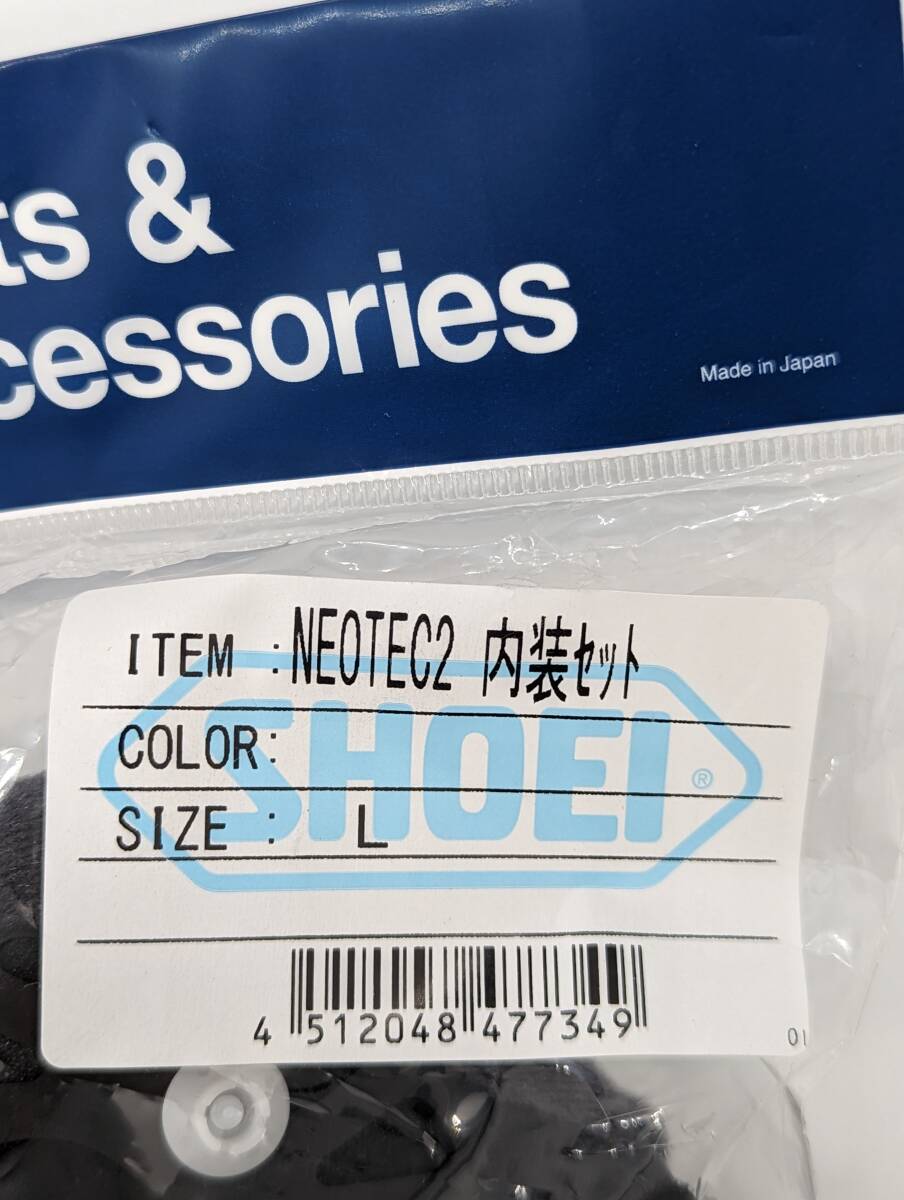 ts &
cessories
Made in Japan
ITEM : NEOTEC2 内装ｾｯﾄ
SHOEI ®
COLOR:
SIZE : L
4 512048 477349
01